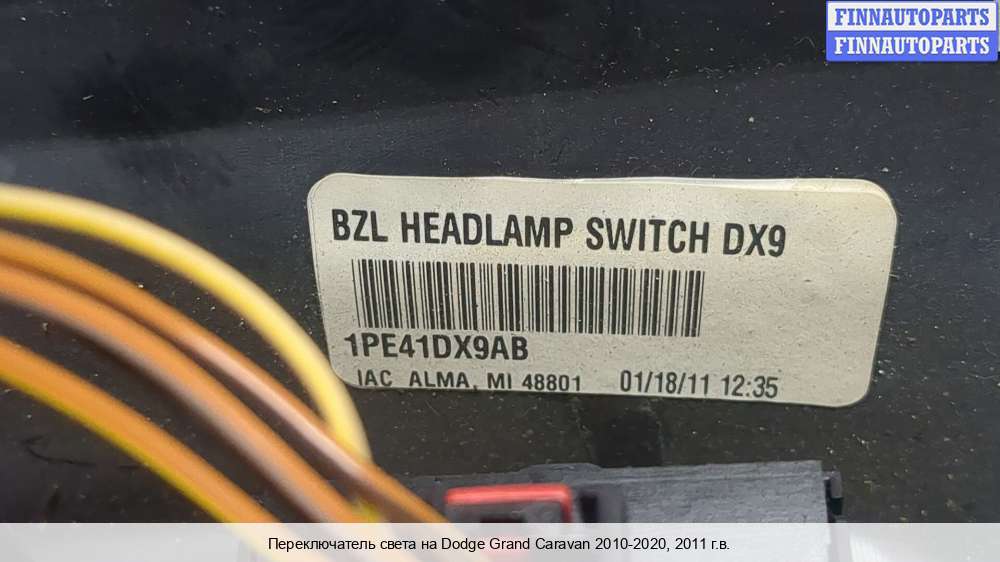 FINNAUTOPARTS
FINNAUTOPARTS
BZL HEADLAMP SWITCH DX9
1PE41DX9AB
IAC ALMA, MI 48801 01/18/11 12:35
Переключатель света на Dodge Grand Caravan 2010-2020, 2011 г.в.